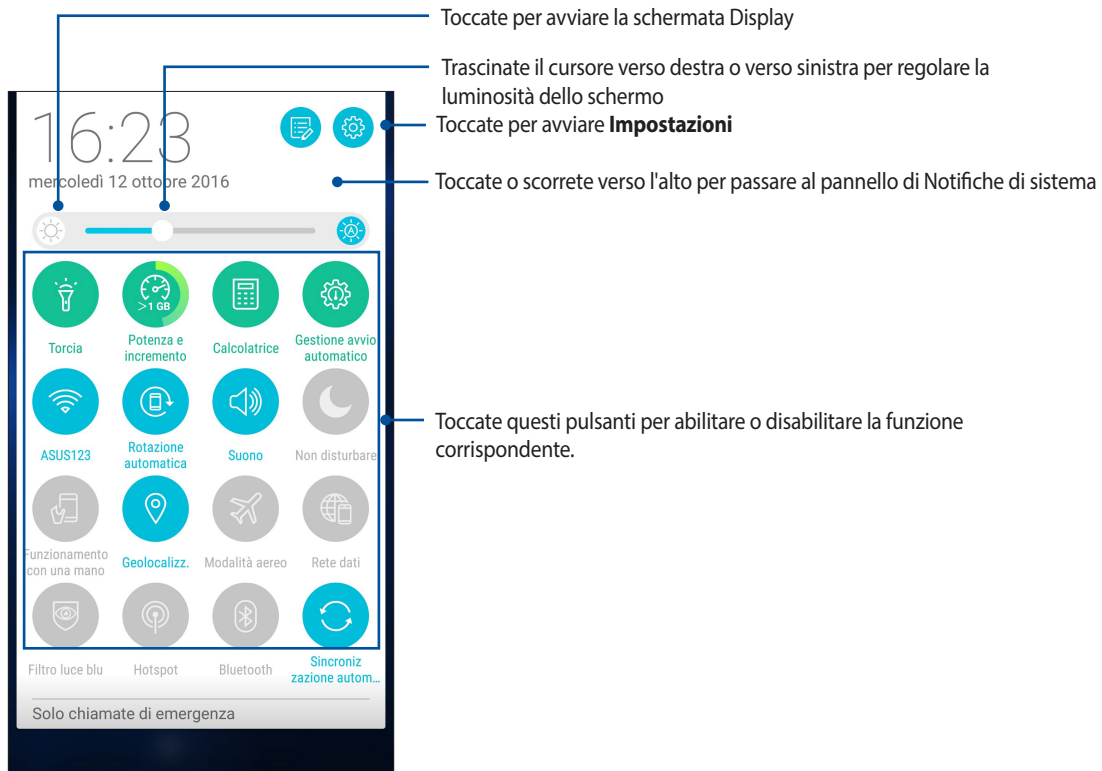 Toccate per avviare la schermata Display
Trascinate il cursore verso destra o verso sinistra per regolare la
luminosità dello schermo
Toccate per avviare Impostazioni
Toccate o scorrete verso l'alto per passare al pannello di Notifiche di sistema
16:23
mercoledì 12 ottobre 2016
A
>1 GB
Torcia
Potenza e
incremento
Calcolatrice
Gestione avvio
automatico
ASUS123
Rotazione
automatica
Suono
Non disturbare
Toccate questi pulsanti per abilitare o disabilitare la funzione
corrispondente.
Funzionamento
con una mano
Geolocalizz.
Modalità aereo
Rete dati
Filtro luce blu
Hotspot
Bluetooth
Sincroniz
zazione autom…
Solo chiamate di emergenza